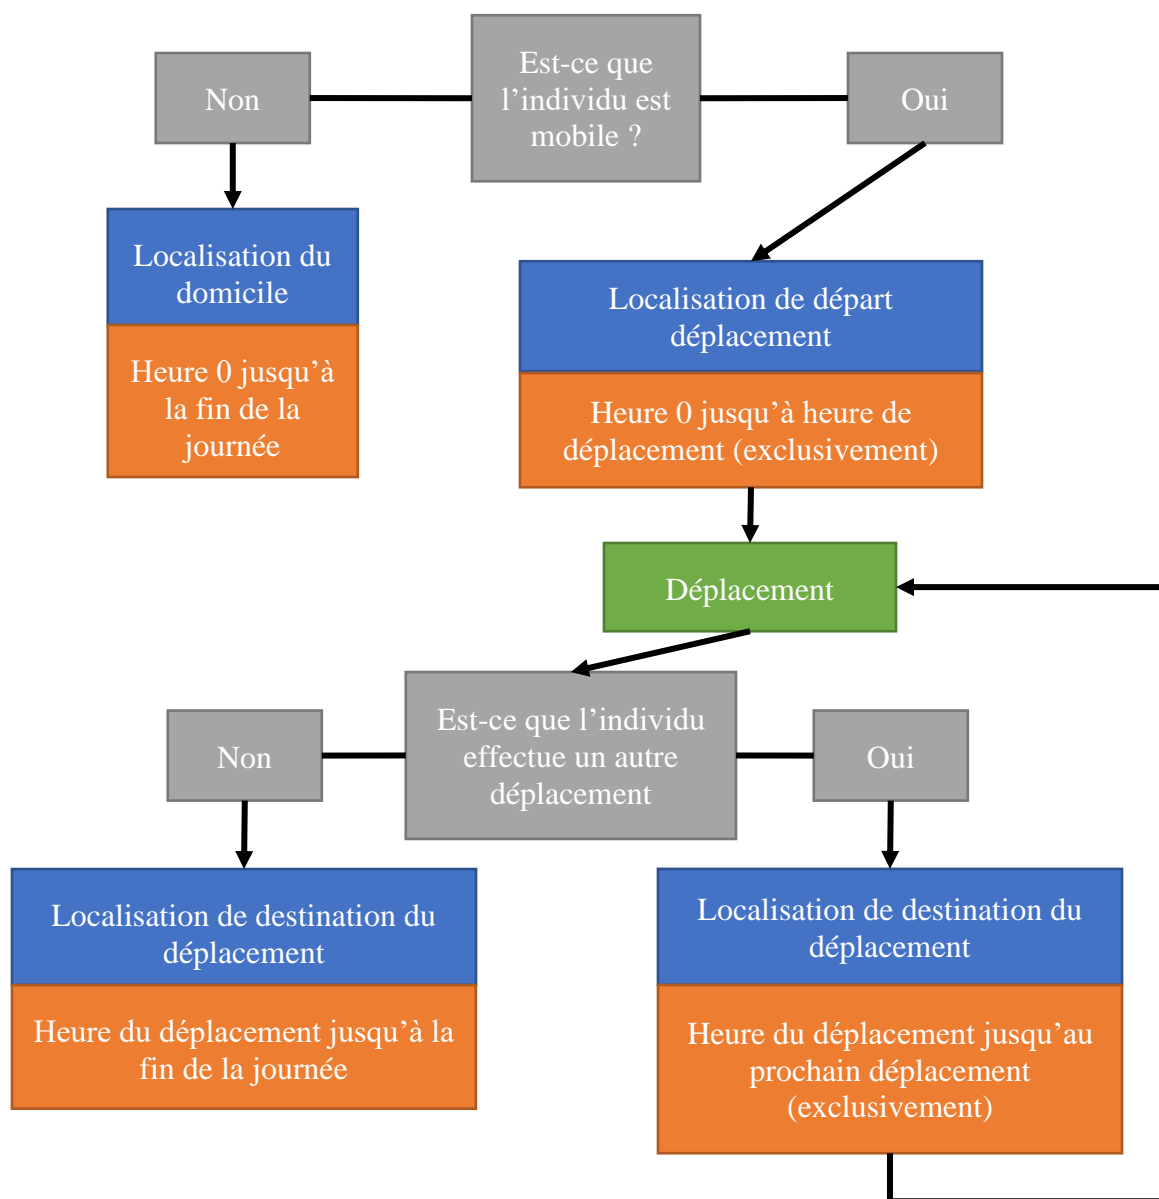 Est-ce que
l’individu est
mobile ?
Non
Oui
Localisation du
domicile
Heure 0 jusqu’à
la fin de la
journée
Localisation de départ
déplacement
Heure 0 jusqu’à heure de
déplacement (exclusivement)
Déplacement
Est-ce que l’individu
effectue un autre
déplacement
Non
Oui
Localisation de destination du
déplacement
Heure du déplacement jusqu’à la
fin de la journée
Localisation de destination du
déplacement
Heure du déplacement jusqu’au
prochain déplacement
(exclusivement)